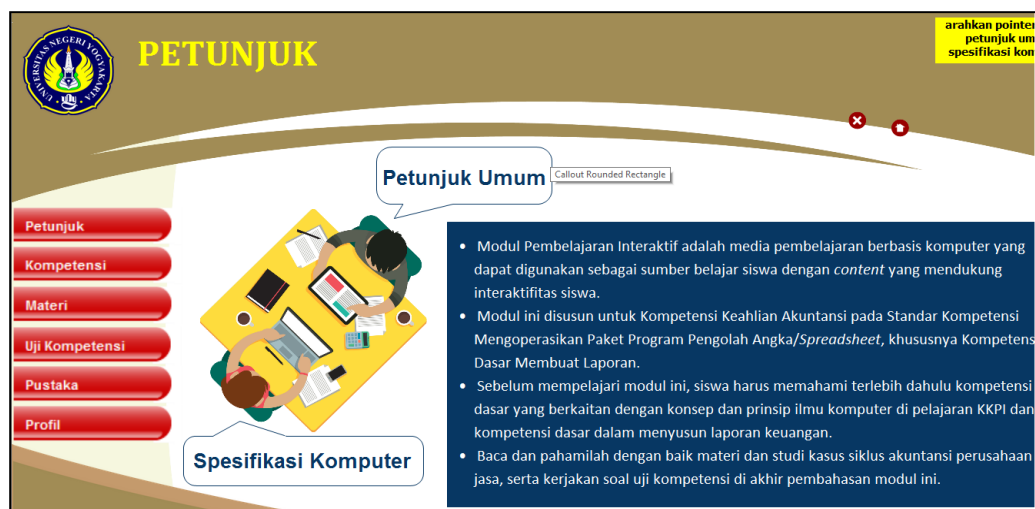 UNIVERSITAS NEGERI YOGYAKARTA
PETUNJUK
arahkan pointer
petunjuk
spesifikasi
Petunjuk Umum
Callout Rounded Rectangle
Petunjuk
Kompetensi
Materi
Uji Kompetensi
Pustaka
Profil
Spesifikasi Komputer
• Modul Pembelajaran Interaktif adalah media pembelajaran berbasis komputer yang
dapat digunakan sebagai sumber belajar siswa dengan content yang mendukung
interaktifitas siswa.
• Modul ini disusun untuk Kompetensi Keahlian Akuntansi pada Standar Kompetensi
Mengoperasikan Paket Program Pengolah Angka/Spreadsheet, khususnya Kompetens
Dasar Membuat Laporan.
• Sebelum mempelajari modul ini, siswa harus memahami terlebih dahulu kompetensi
dasar yang berkaitan dengan konsep dan prinsip ilmu komputer di pelajaran KKPI dan
kompetensi dasar dalam menyusun laporan keuangan.
• Baca dan pahamilah dengan baik materi dan studi kasus siklus akuntansi perusahaan
jasa, serta kerjakan soal uji kompetensi di akhir pembahasan modul ini.